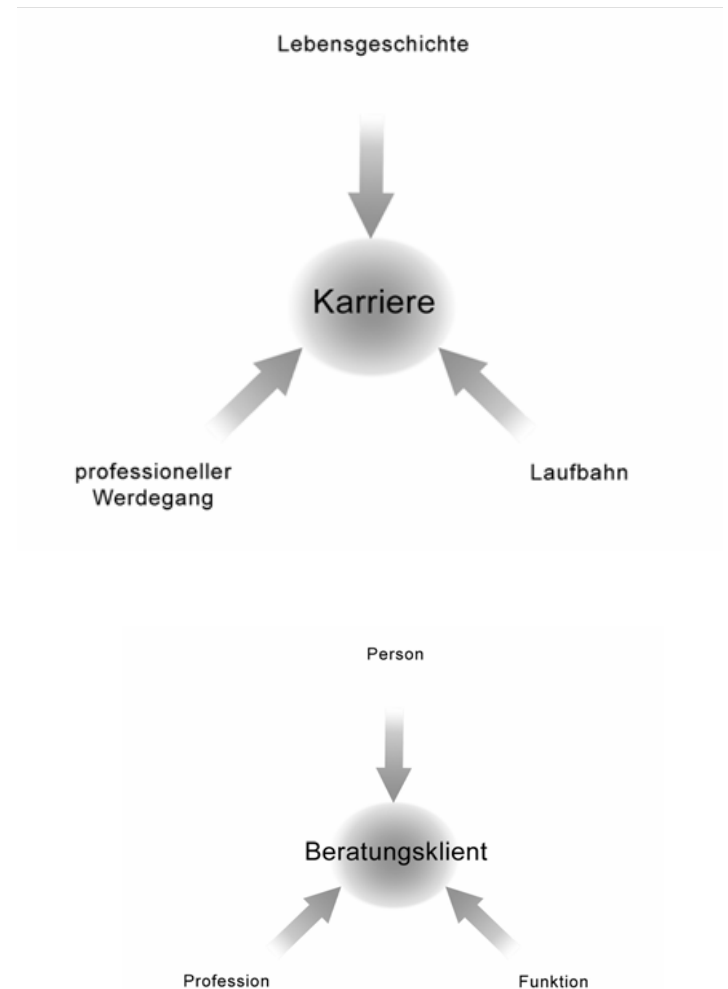 Lebensgeschichte
Karriere
professioneller
Werdegang
Laufbahn
Person
Beratungsklient
Profession
Funktion